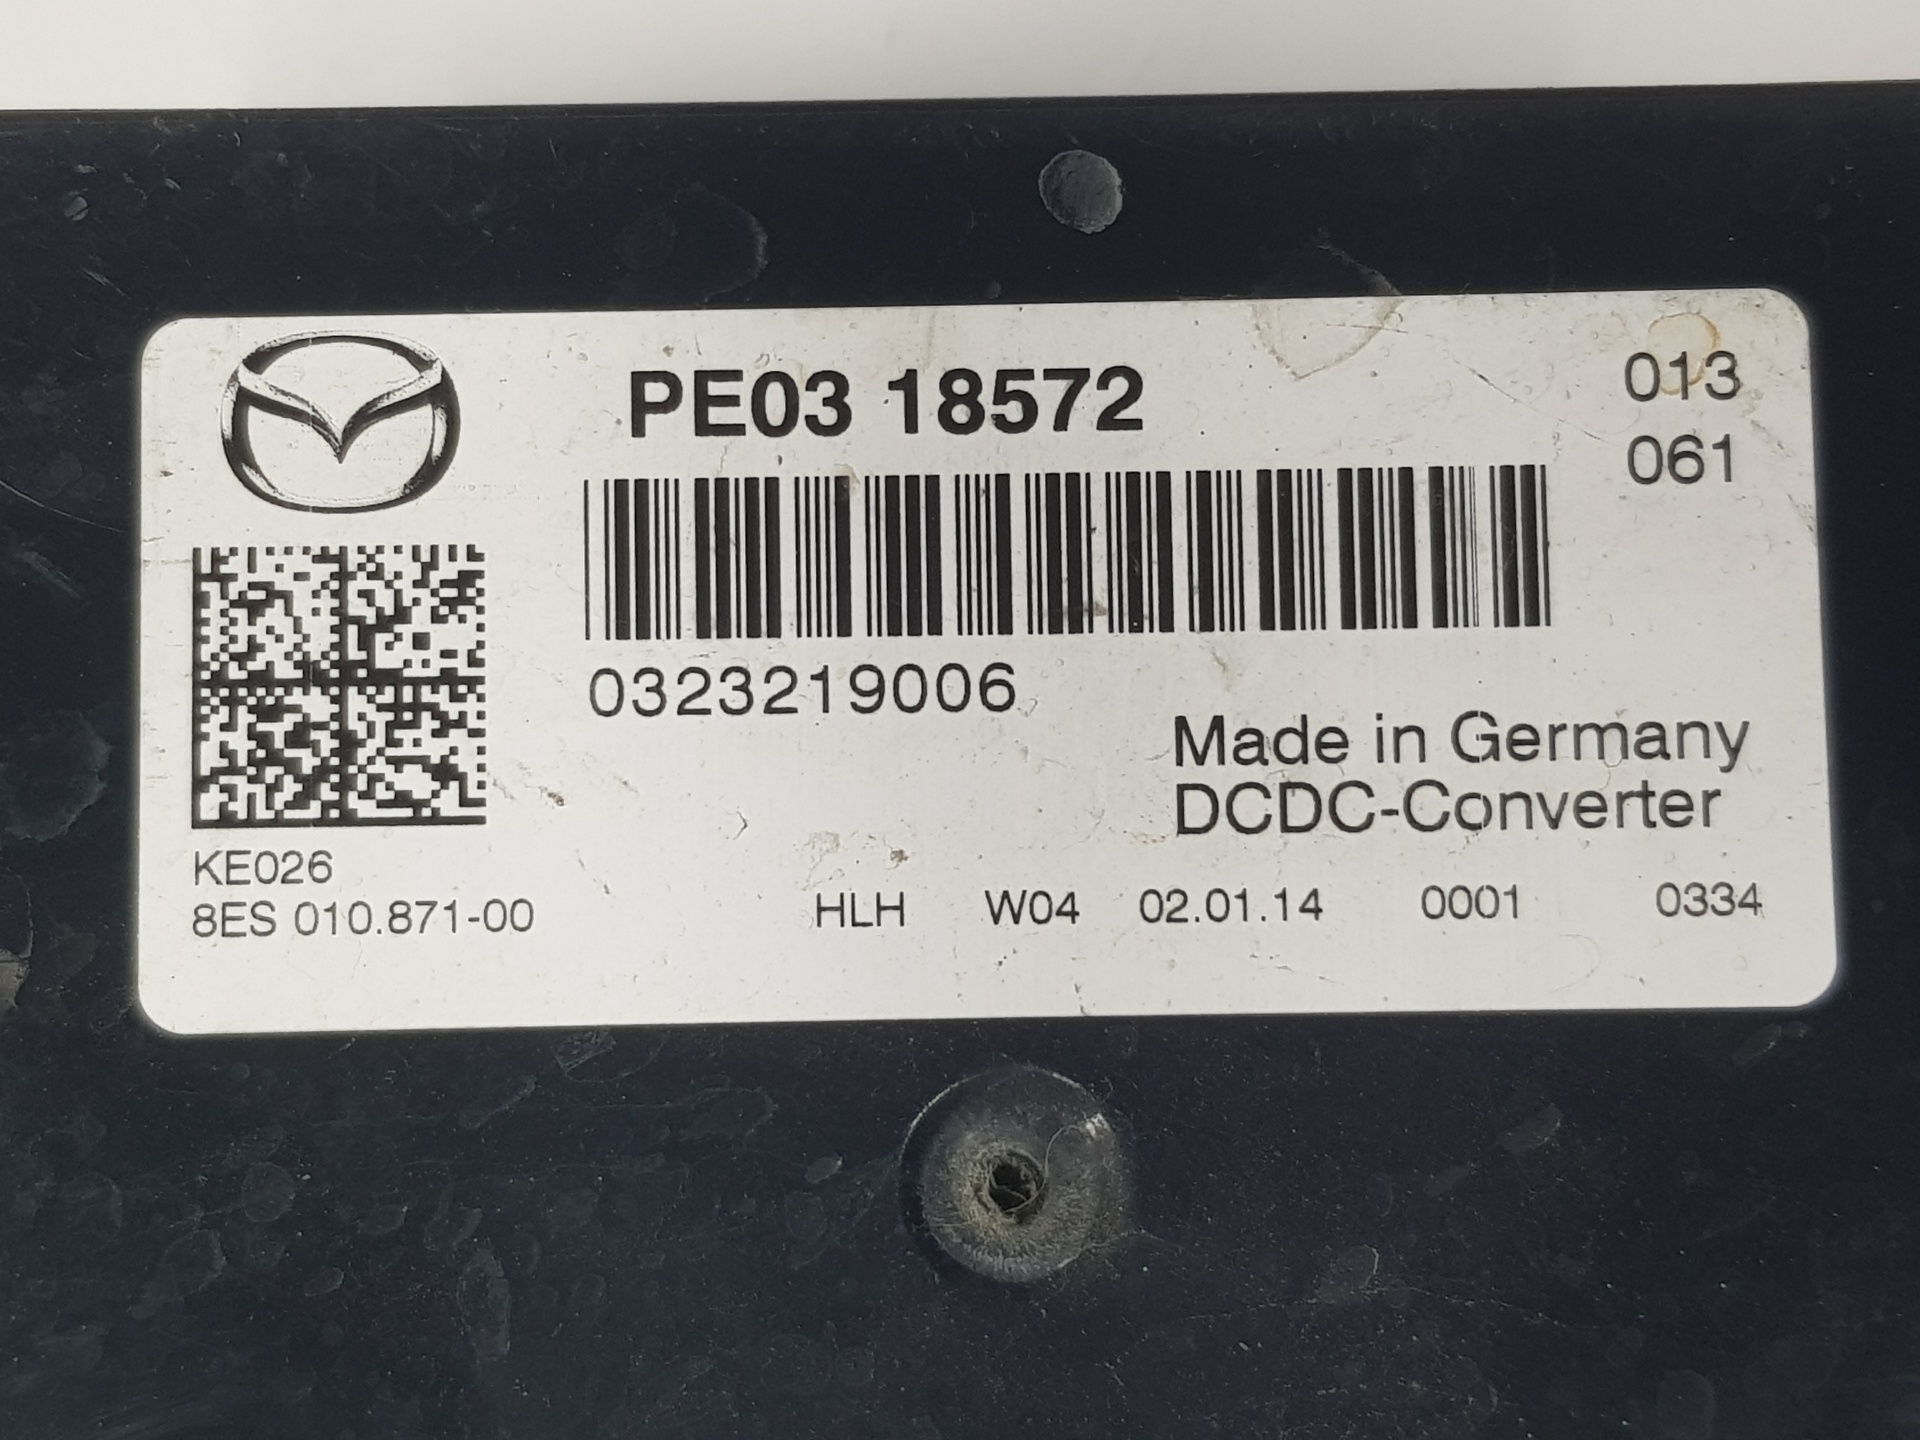 PE03 18572
013
061
0323219006
Made in Germany
DCDC-Converter
KE026
8ES 010.871-00 HLH W04 02.01.14 0001 0334